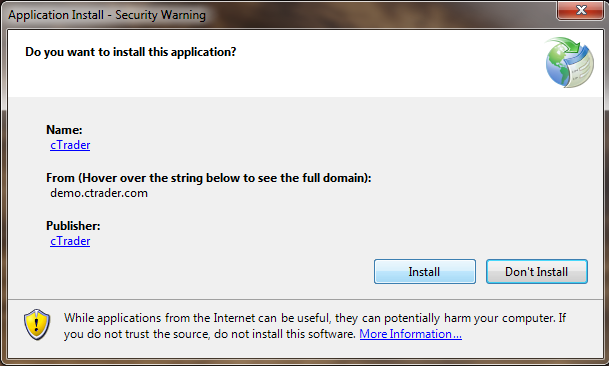 Application Install - Security Warning
Do you want to install this application?
Name:
cTrader
From (Hover over the string below to see the full domain):
demo.ctrader.com
Publisher:
cTrader
Install
Don't Install
While applications from the Internet can be useful, they can potentially harm your computer. If
you do not trust the source, do not install this software. More Information...